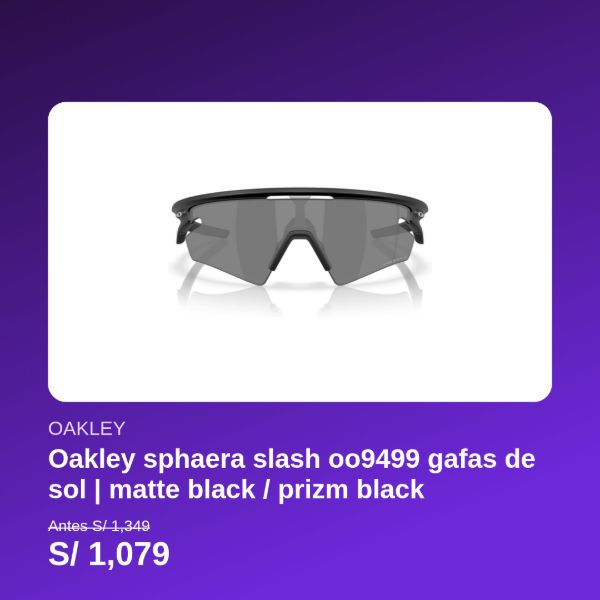 OAKLEY
Oakley sphaera slash oo9499 gafas de
sol | matte black / prizm black
Antes S/ 1,349
S/ 1,079